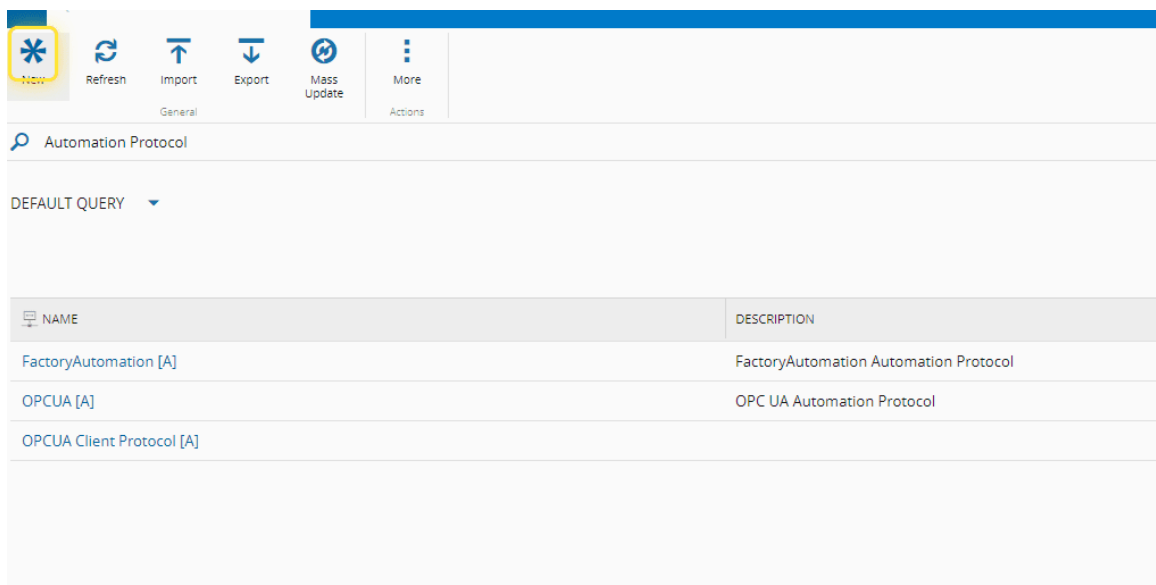 New Refresh Import Export Mass Update More
General Actions
Automation Protocol
DEFAULT QUERY
NAME DESCRIPTION
FactoryAutomation [A] FactoryAutomation Automation Protocol
OPCUA [A] OPC UA Automation Protocol
OPCUA Client Protocol [A]